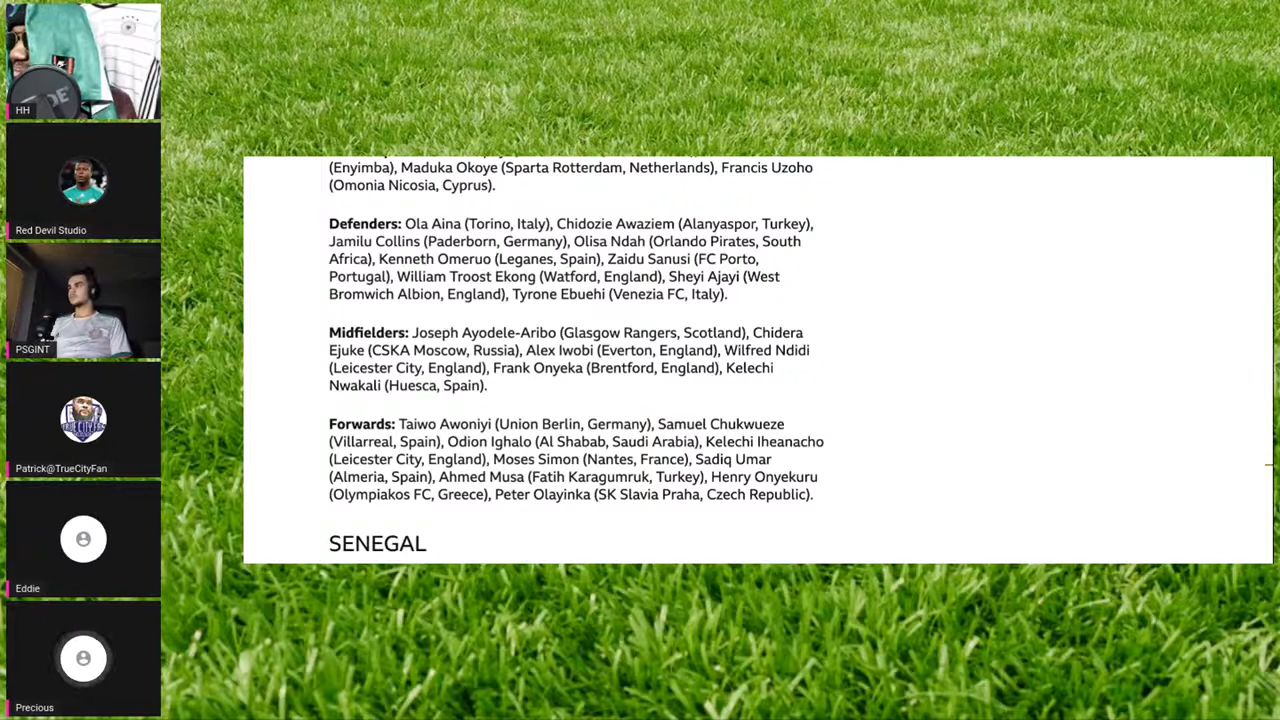 HH
Red Devil Studio
PSGINT
Patrick@TrueCityFan
Eddie
Precious
(Enyimba), Maduka Okoye (Sparta Rotterdam, Netherlands), Francis Uzoho
(Omonia Nicosia, Cyprus).
Defenders: Ola Aina (Torino, Italy), Chidozie Awaziem (Alanyaspor, Turkey),
Jamilu Collins (Paderborn, Germany), Olisa Ndah (Orlando Pirates, South
Africa), Kenneth Omeruo (Leganes, Spain), Zaidu Sanusi (FC Porto,
Portugal), William Troost Ekong (Watford, England), Sheyi Ajayi (West
Bromwich Albion, England), Tyrone Ebuehi (Venezia FC, Italy).
Midfielders: Joseph Ayodele-Aribo (Glasgow Rangers, Scotland), Chidera
Ejuke (CSKA Moscow, Russia), Alex Iwobi (Everton, England), Wilfred Ndidi
(Leicester City, England), Frank Onyeka (Brentford, England), Kelechi
Nwakali (Huesca, Spain).
Forwards: Taiwo Awoniyi (Union Berlin, Germany), Samuel Chukwueze
(Villarreal, Spain), Odion Ighalo (Al Shabab, Saudi Arabia), Kelechi Iheanacho
(Leicester City, England), Moses Simon (Nantes, France), Sadiq Umar
(Almeria, Spain), Ahmed Musa (Fatih Karagumruk, Turkey), Henry Onyekuru
(Olympiakos FC, Greece), Peter Olayinka (SK Slavia Praha, Czech Republic).
SENEGAL